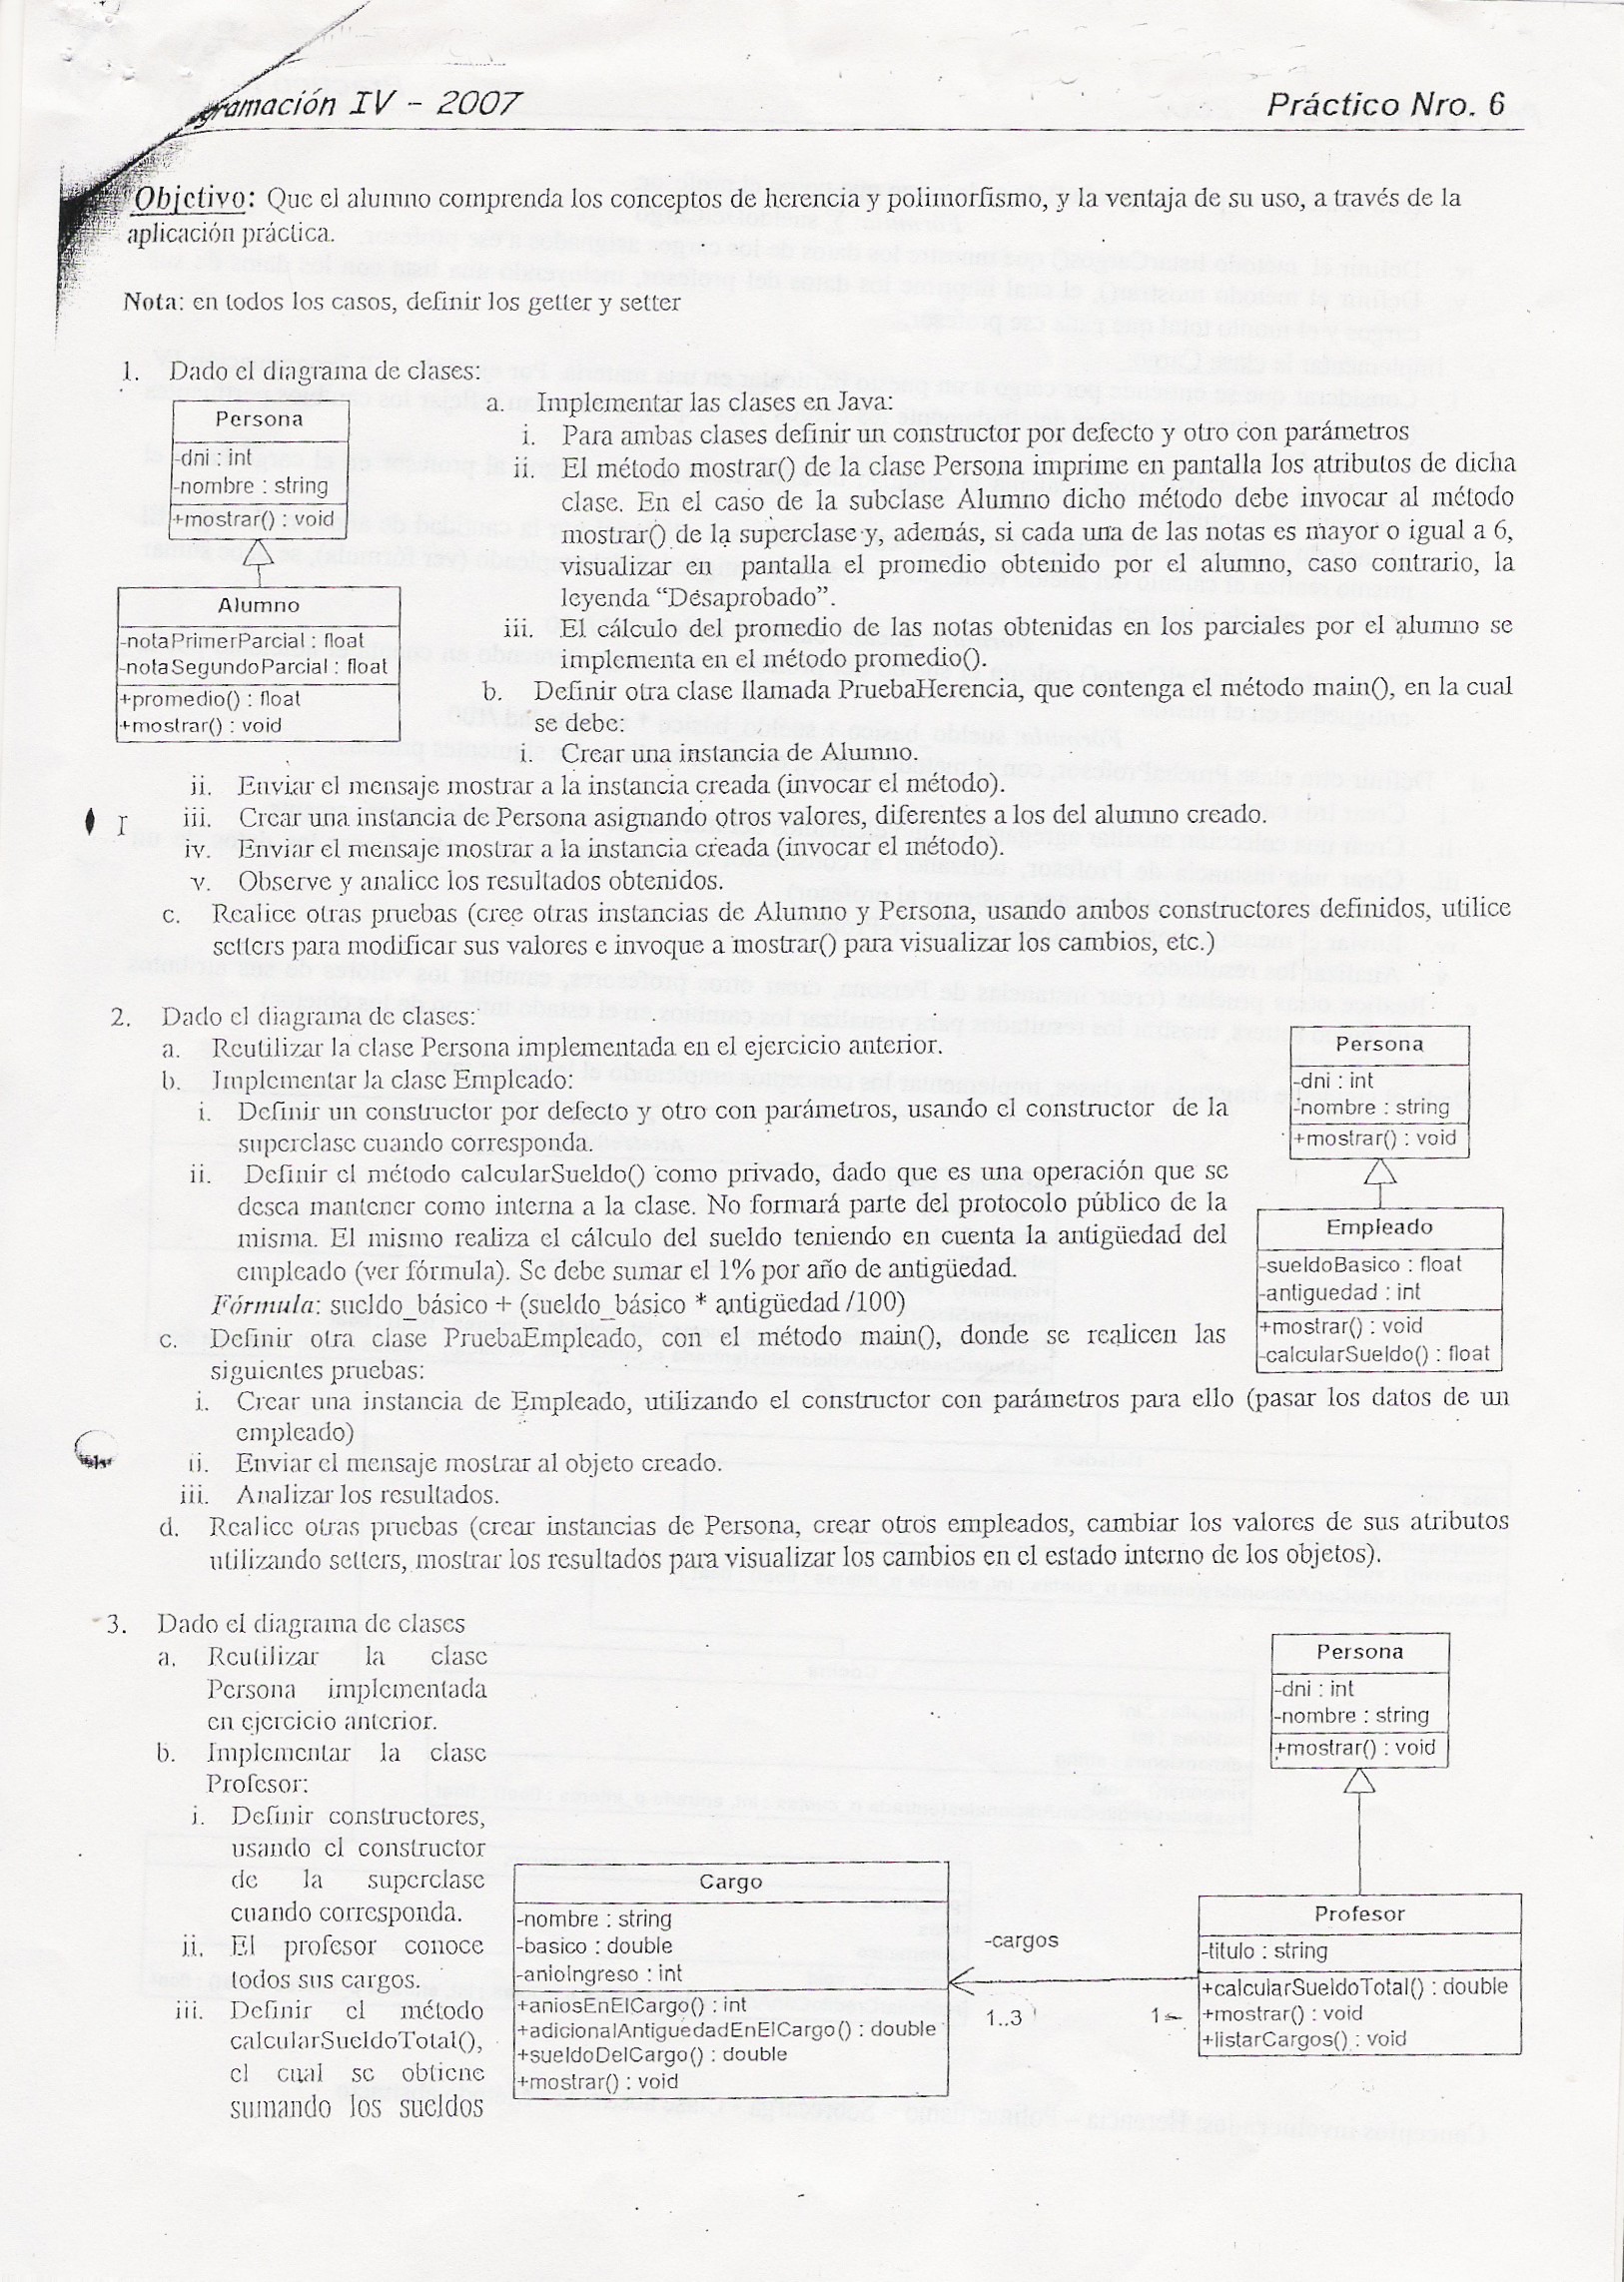 gramación IV - 2007
Práctico Nro. 6
Objetivo: Que el alumno comprenda los conceptos de herencia y polimorfismo, y la ventaja de su uso, a través de la
aplicación práctica.
Nota: en todos los casos, definir los getter y setter
1. Dado el diagrama de clases:
Persona
-dni : int
-nombre : string
+mostrar() : void
Alumno
-notaPrimerParcial : float
-notaSegundoParcial : float
+promedio() : float
+mostrar() : void
a. Implementar las clases en Java:
i. Para ambas clases definir un constructor por defecto y otro con parámetros
ii. El método mostrar() de la clase Persona imprime en pantalla los atributos de dicha
clase. En el caso de la subclase Alumno dicho método debe invocar al método
mostrar() de la superclase y, además, si cada una de las notas es mayor o igual a 6,
visualizar en pantalla el promedio obtenido por el alumno, caso contrario, la
leyenda “Desaprobado”.
iii. El cálculo del promedio de las notas obtenidas en los parciales por el alumno se
implementa en el método promedio().
b. Definir otra clase llamada PruebaHerencia, que contenga el método main(), en la cual
se debe:
i. Crear una instancia de Alumno.
ii. Enviar el mensaje mostrar a la instancia creada (invocar el método).
iii. Crear una instancia de Persona asignando otros valores, diferentes a los del alumno creado.
iv. Enviar el mensaje mostrar a la instancia creada (invocar el método).
v. Observe y analice los resultados obtenidos.
c. Realice otras pruebas (cree otras instancias de Alumno y Persona, usando ambos constructores definidos, utilice
setters para modificar sus valores e invoque a mostrar() para visualizar los cambios, etc.)
2. Dado el diagrama de clases:
a. Reutilizar la clase Persona implementada en el ejercicio anterior.
b. Implementar la clase Empleado:
i. Definir un constructor por defecto y otro con parámetros, usando el constructor de la
superclase cuando corresponda.
ii. Definir el método calcularSueldo() como privado, dado que es una operación que se
desea mantener como interna a la clase. No formará parte del protocolo público de la
misma. El mismo realiza el cálculo del sueldo teniendo en cuenta la antigüedad del
empleado (ver fórmula). Se debe sumar el 1% por año de antigüedad.
Fórmula: sueldo_básico + (sueldo_básico * antigüedad /100)
c. Definir otra clase PruebaEmpleado, con el método main(), donde se realicen las
siguientes pruebas:
i. Crear una instancia de Empleado, utilizando el constructor con parámetros para ello (pasar los datos de un
empleado)
ii. Enviar el mensaje mostrar al objeto creado.
iii. Analizar los resultados.
d. Realice otras pruebas (crear instancias de Persona, crear otros empleados, cambiar los valores de sus atributos
utilizando setters, mostrar los resultados para visualizar los cambios en el estado interno de los objetos).
Persona
-dni : int
-nombre : string
+mostrar() : void
Empleado
-sueldoBasico : float
-antiguedad : int
+mostrar() : void
-calcularSueldo() : float
3. Dado el diagrama de clases
a. Reutilizar la clase
Persona implementada
en ejercicio anterior.
b. Implementar la clase
Profesor:
i. Definir constructores,
usando el constructor
de la superclase
cuando corresponda.
ii. El profesor conoce
todos sus cargos.
iii. Definir el método
calcularSueldoTotal(),
el cual se obtiene
sumando los sueldos
Cargo
-nombre : string
-basico : double
-anioIngreso : int
+aniosEnElCargo() : int
+adicionalAntiguedadEnElCargo() : double
+sueldoDelCargo() : double
+mostrar() : void
-cargos
1..3
1
Persona
-dni : int
-nombre : string
+mostrar() : void
Profesor
-titulo : string
+calcularSueldoTotal() : double
+mostrar() : void
+listarCargos() : void